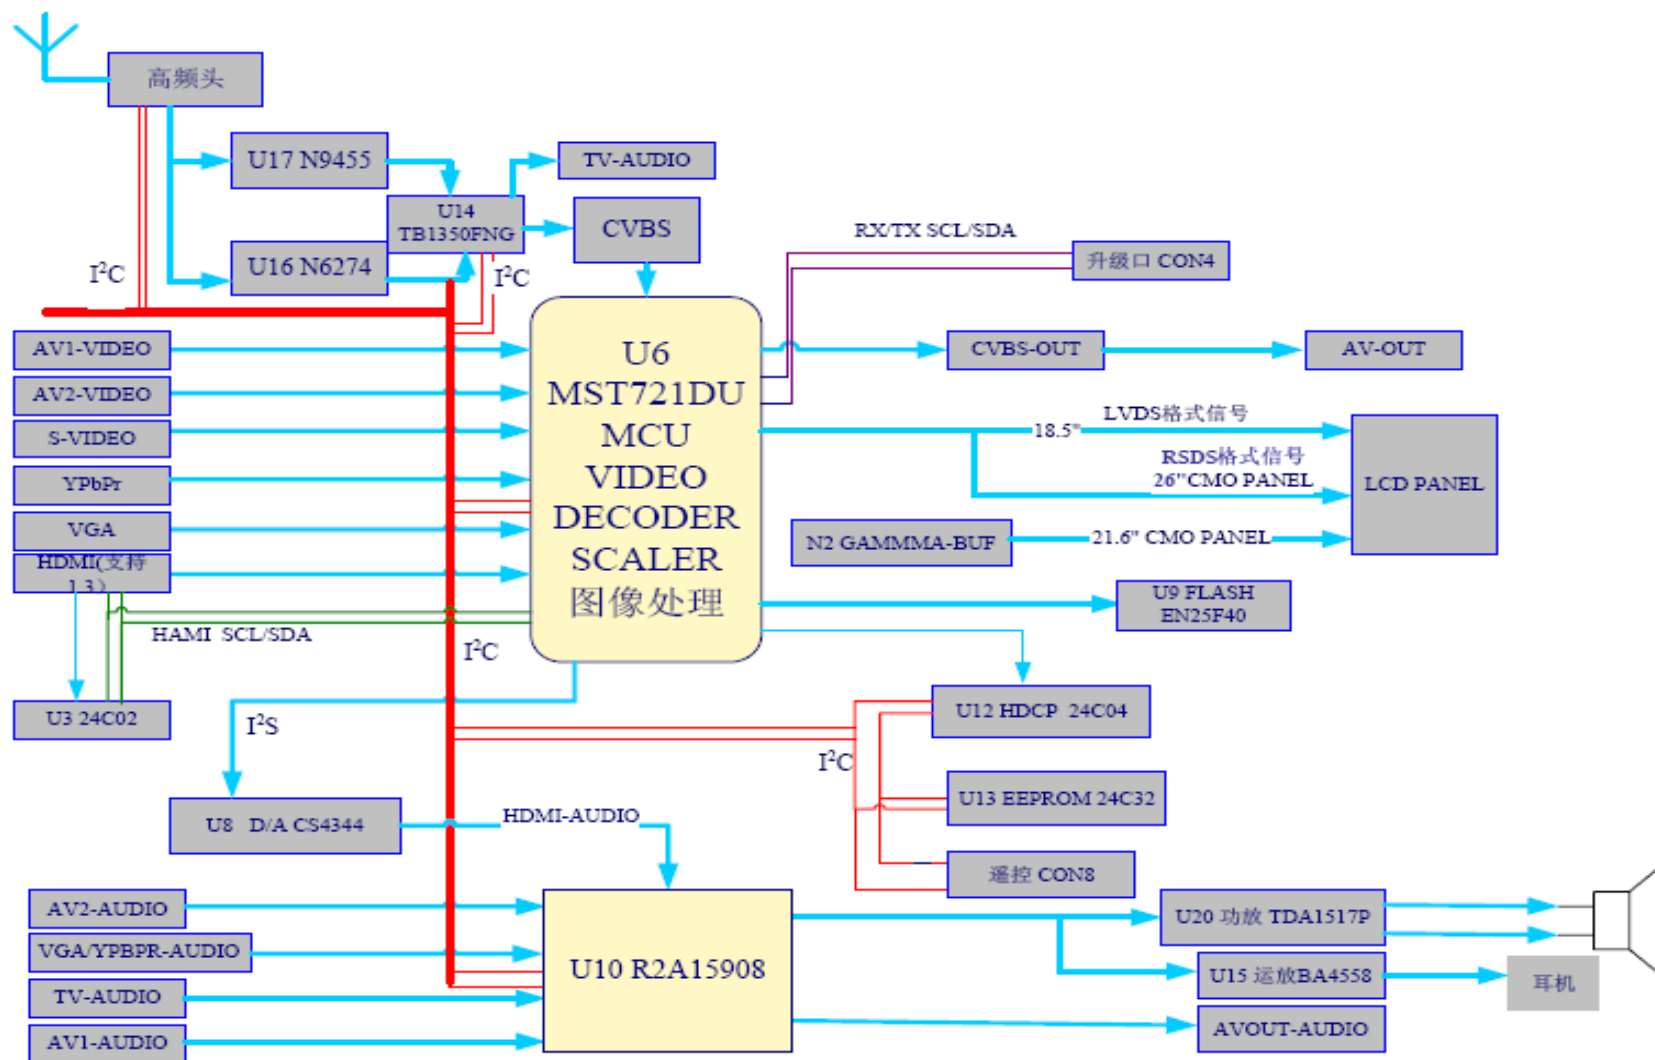 高频头
U17 N9455
TV-AUDIO
U14
TB1350FNG
CVBS
RX/TX SCL/SDA
U16 N6274
I²C
I²C
升级口 CON4
AV1-VIDEO
U6
CVBS-OUT
AV-OUT
AV2-VIDEO
MST721DU
LVDS格式信号
18.5"
S-VIDEO
MCU
RSDS格式信号
26"CMO PANEL
YPbPr
VIDEO
LCD PANEL
VGA
DECODER
N2 GAMMMA-BUF
21.6" CMO PANEL
HDMI(支持
1.3）
SCALER
图像处理
U9 FLASH
EN25F40
HAMI SCL/SDA
I²C
U3 24C02
I²S
U12 HDCP 24C04
I²C
U13 EEPROM 24C32
U8 D/A CS4344
HDMI-AUDIO
遥控 CON8
AV2-AUDIO
U20 功放 TDA1517P
VGA/YPBPR-AUDIO
U10 R2A15908
U15 运放BA4558
耳机
TV-AUDIO
AVOUT-AUDIO
AV1-AUDIO